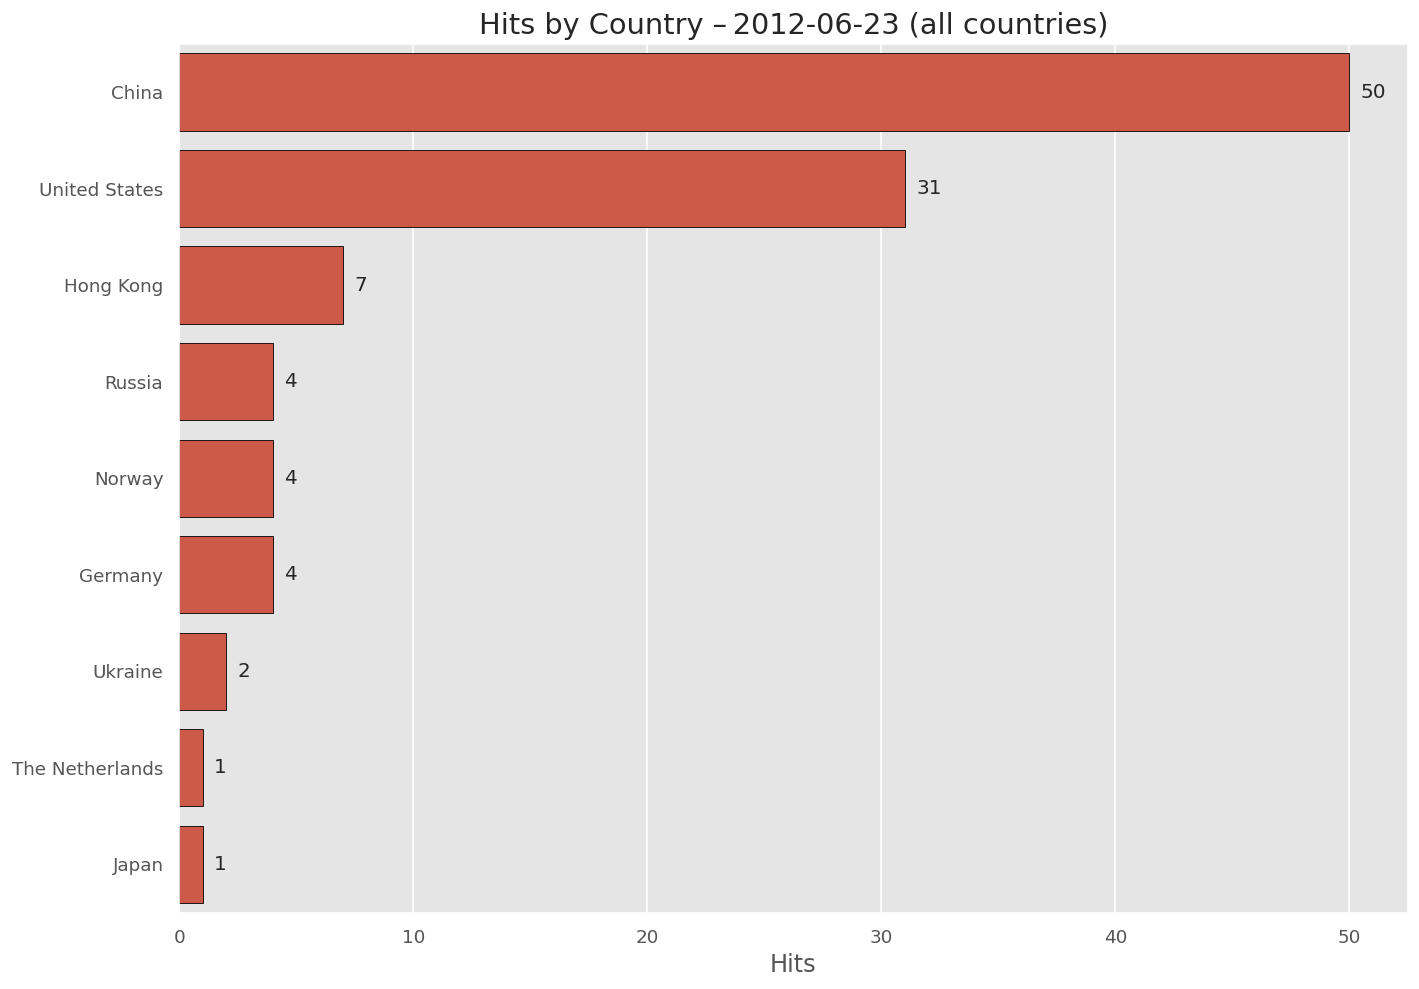 Hits by Country – 2012-06-23 (all countries)
China 50
United States 31
Hong Kong 7
Russia 4
Norway 4
Germany 4
Ukraine 2
The Netherlands 1
Japan 1
0 10 20 30 40 50
Hits